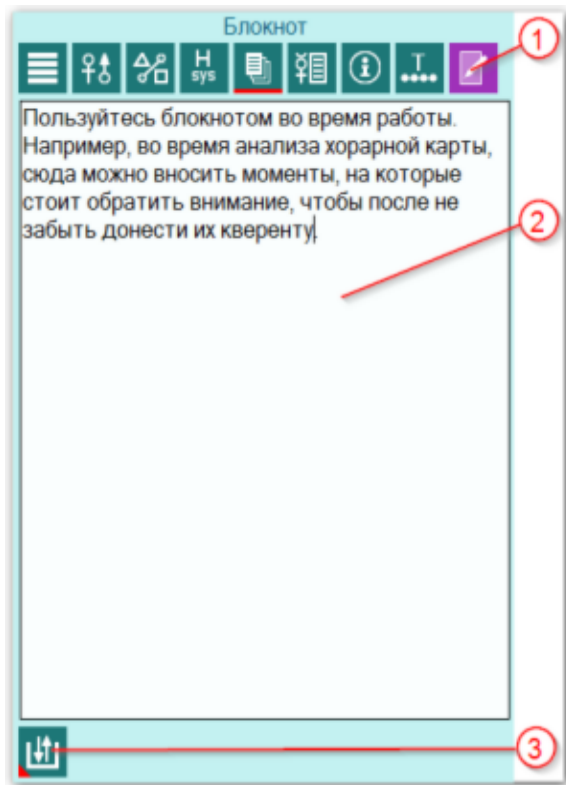 Блокнот
1
H
sys
T
Пользуйтесь блокнотом во время работы.
Например, во время анализа хорарной карты,
сюда можно вносить моменты, на которые
стоит обратить внимание, чтобы после не
забыть донести их кверенту.
2
3